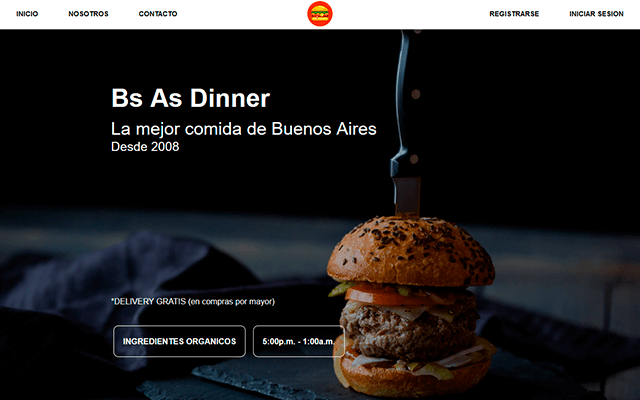 INICIO NOSOTROS CONTACTO REGISTRARSE INICIAR SESION
Bs As Dinner
La mejor comida de Buenos Aires
Desde 2008
*DELIVERY GRATIS (en compras por mayor)
INGREDIENTES ORGANICOS 5:00p.m. - 1:00a.m.